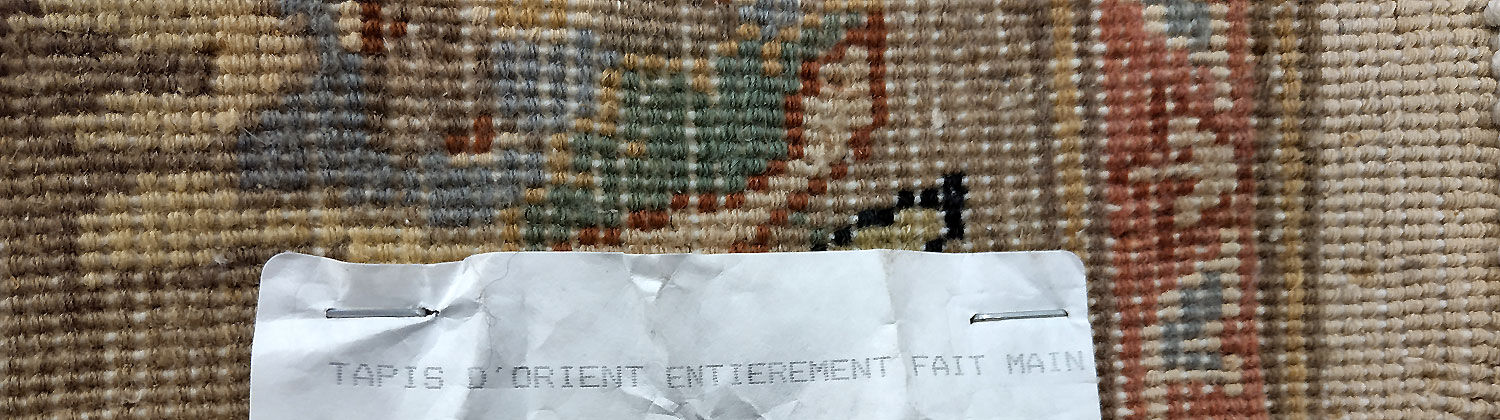 TAPIS D'ORIENT ENTIEREMENT FAIT MAIN